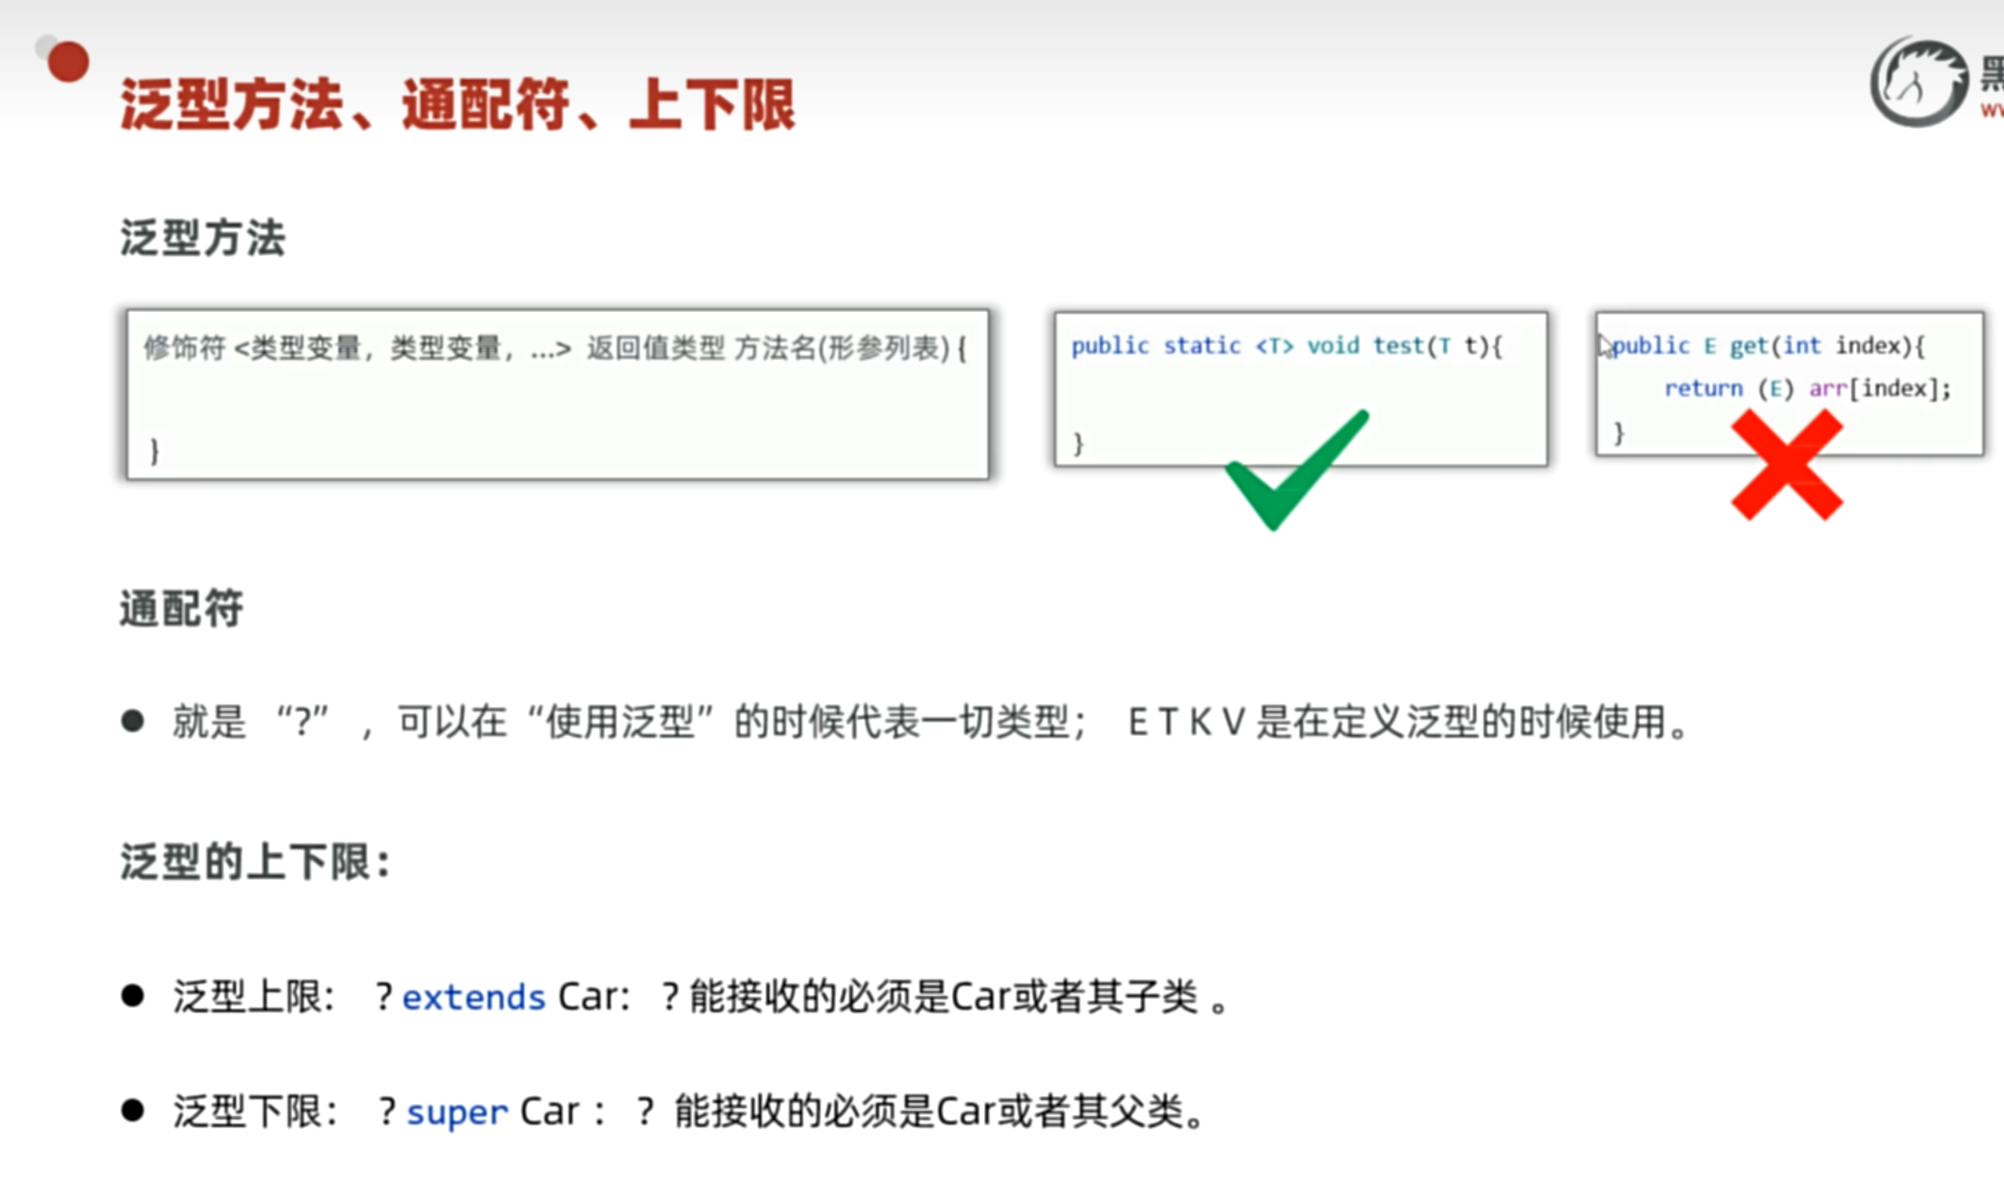 泛型方法、通配符、上下限
黑
泛型方法
修饰符 <类型变量，类型变量，...> 返回值类型 方法名(形参列表) {
}
public static <T> void test(T t){
}
public E get(int index){
return (E) arr[index];
}
通配符
就是 “?” ，可以在“使用泛型”的时候代表一切类型； E T K V 是在定义泛型的时候使用。
泛型的上下限：
泛型上限： ? extends Car： ? 能接收的必须是Car或者其子类 。
泛型下限： ? super Car ： ? 能接收的必须是Car或者其父类。